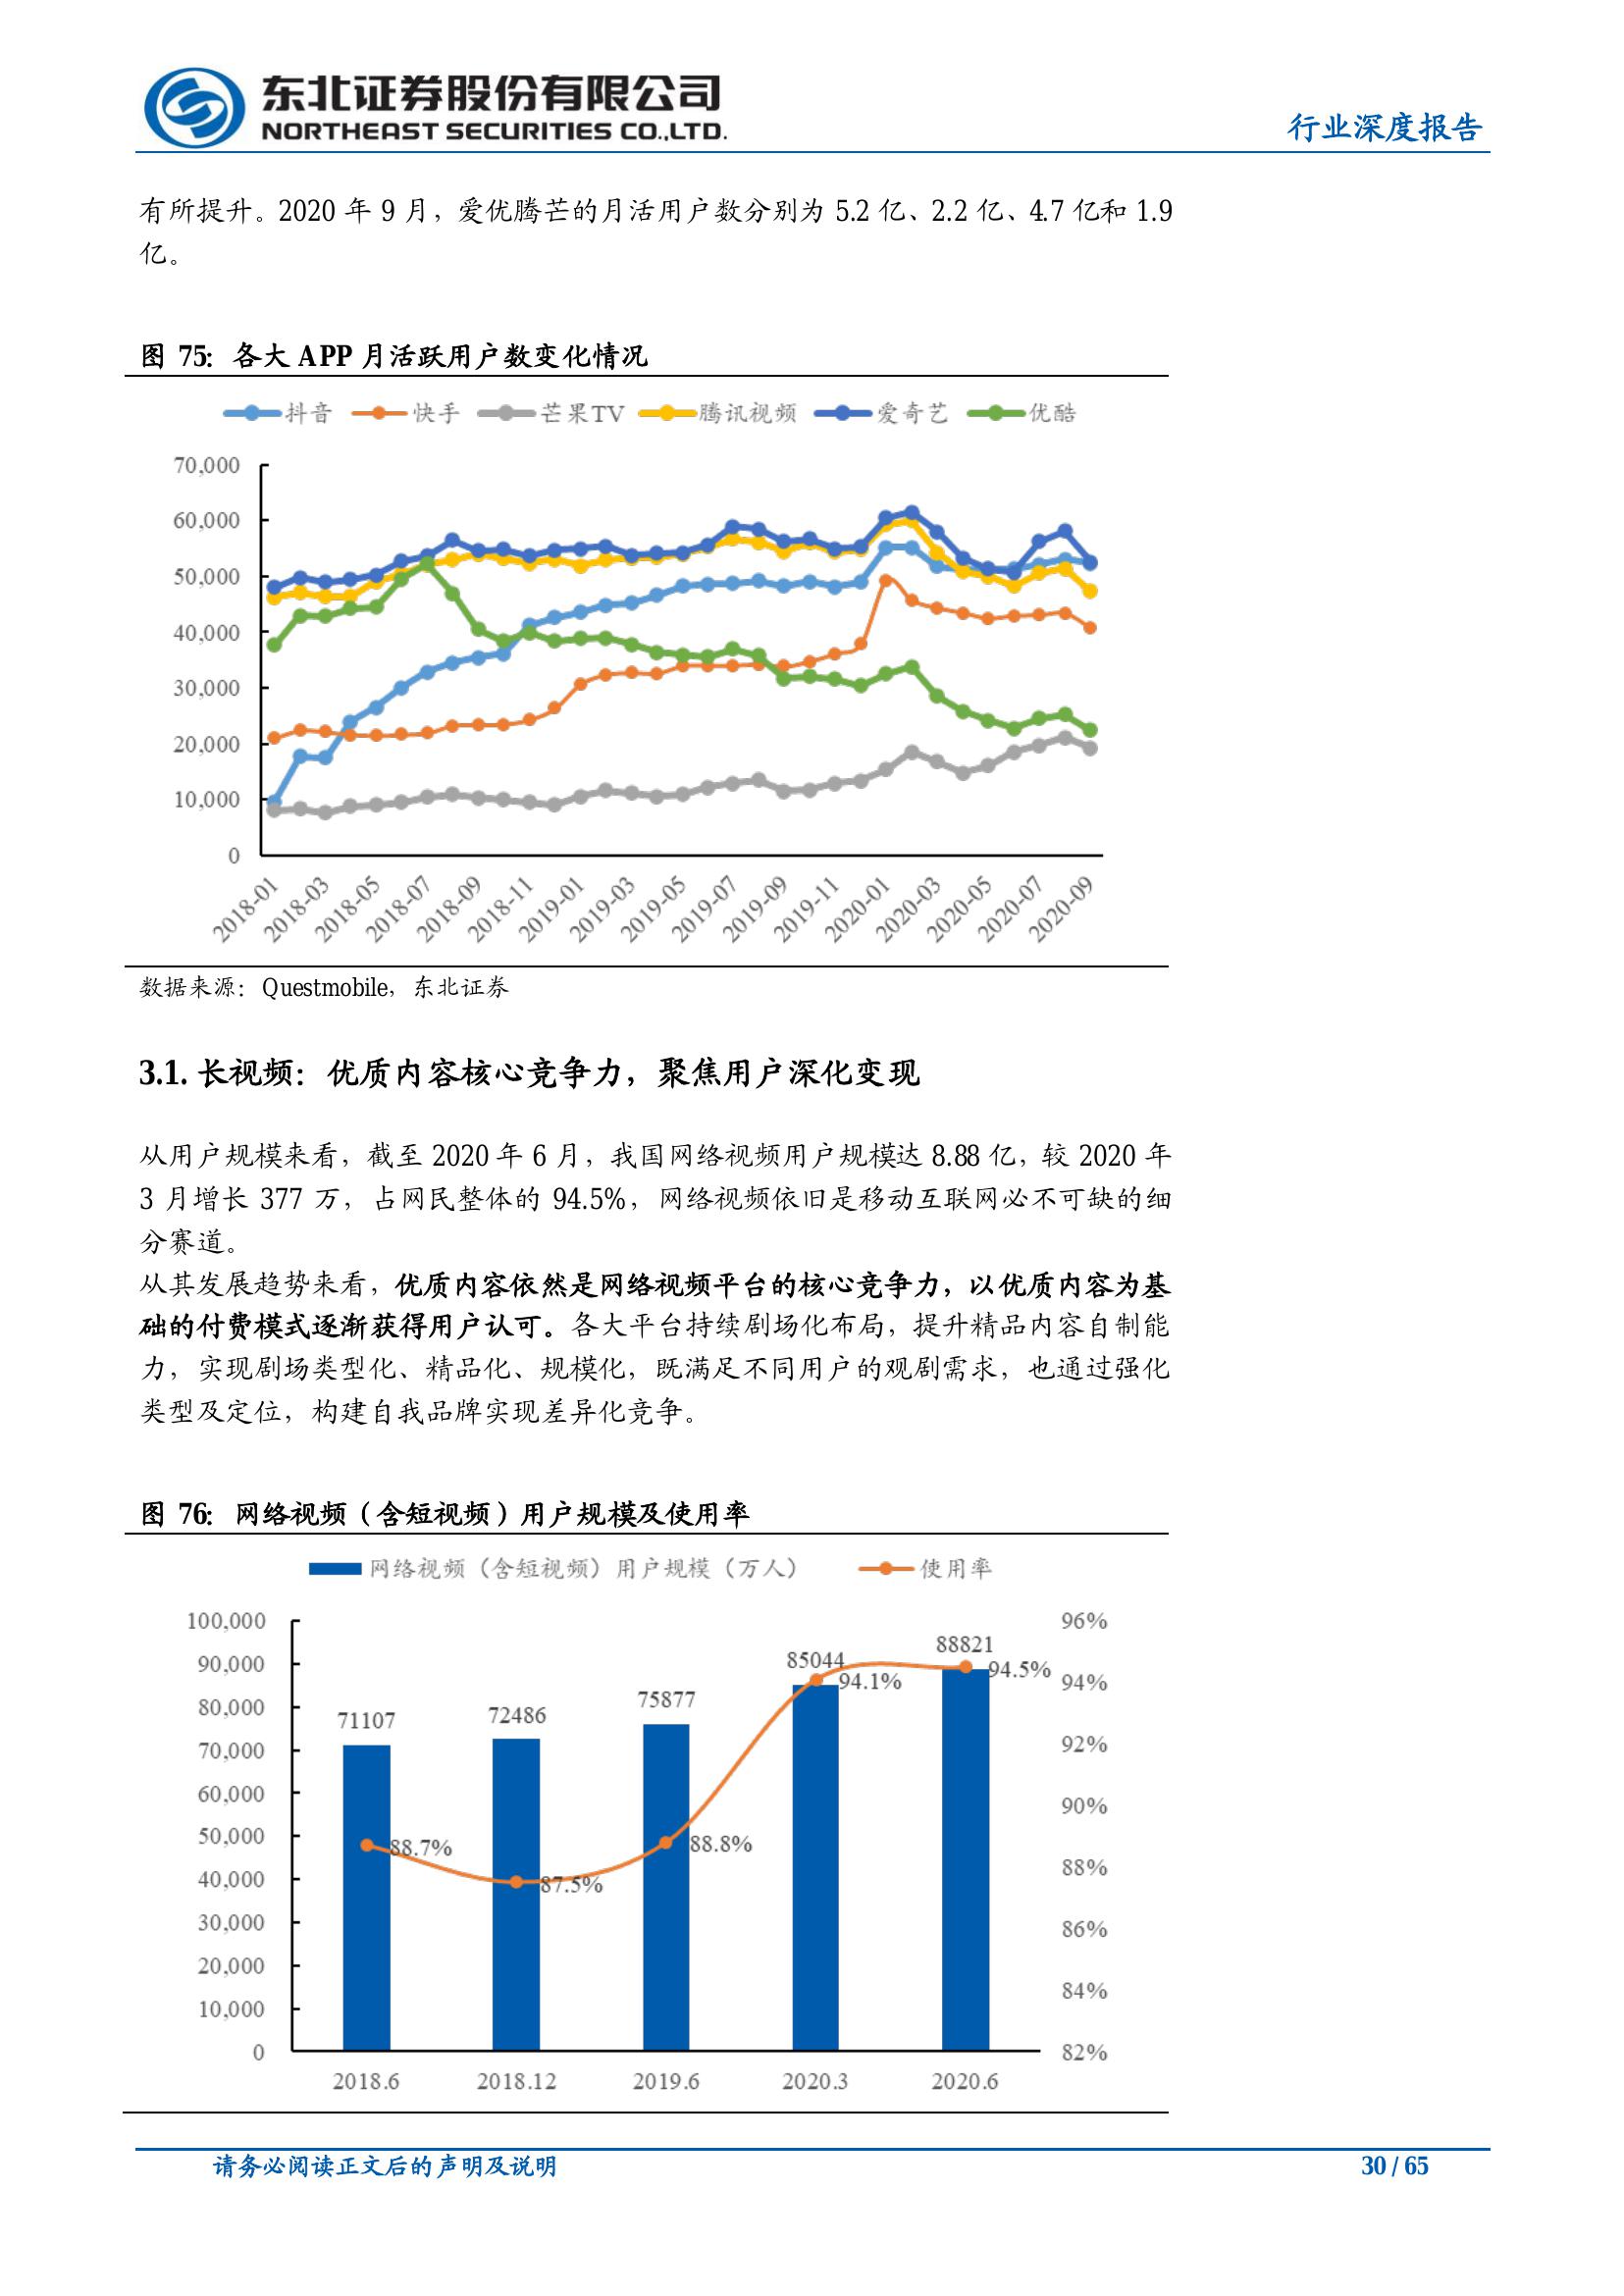 东北证券股份有限公司
NORTHEAST SECURITIES CO.,LTD.
行业深度报告
有所提升。2020 年 9 月，爱优腾芒的月活用户数分别为 5.2 亿、2.2 亿、4.7 亿和 1.9
亿。
图 75: 各大 APP 月活跃用户数变化情况
抖音 快手 芒果TV 腾讯视频 爱奇艺 优酷
70,000
60,000
50,000
40,000
30,000
20,000
10,000
0
2018-01 2018-03 2018-05 2018-07 2018-09 2018-11 2019-01 2019-03 2019-05 2019-07 2019-09 2019-11 2020-01 2020-03 2020-05 2020-07 2020-09
数据来源：Questmobile，东北证券
3.1. 长视频：优质内容核心竞争力，聚焦用户深化变现
从用户规模来看，截至 2020 年 6 月，我国网络视频用户规模达 8.88 亿，较 2020 年
3 月增长 377 万，占网民整体的 94.5%，网络视频依旧是移动互联网必不可缺的细
分赛道。
从其发展趋势来看，优质内容依然是网络视频平台的核心竞争力，以优质内容为基
础的付费模式逐渐获得用户认可。各大平台持续剧场化布局，提升精品内容自制能
力，实现剧场类型化、精品化、规模化，既满足不同用户的观剧需求，也通过强化
类型及定位，构建自我品牌实现差异化竞争。
图 76: 网络视频（含短视频）用户规模及使用率
网络视频（含短视频）用户规模（万人） 使用率
100,000
90,000
80,000
70,000
60,000
50,000
40,000
30,000
20,000
10,000
0
71107 72486 75877 85044 88821
88.7% 87.5% 88.8% 94.1% 94.5%
96%
94%
92%
90%
88%
86%
84%
82%
2018.6 2018.12 2019.6 2020.3 2020.6
请务必阅读正文后的声明及说明
30 / 65